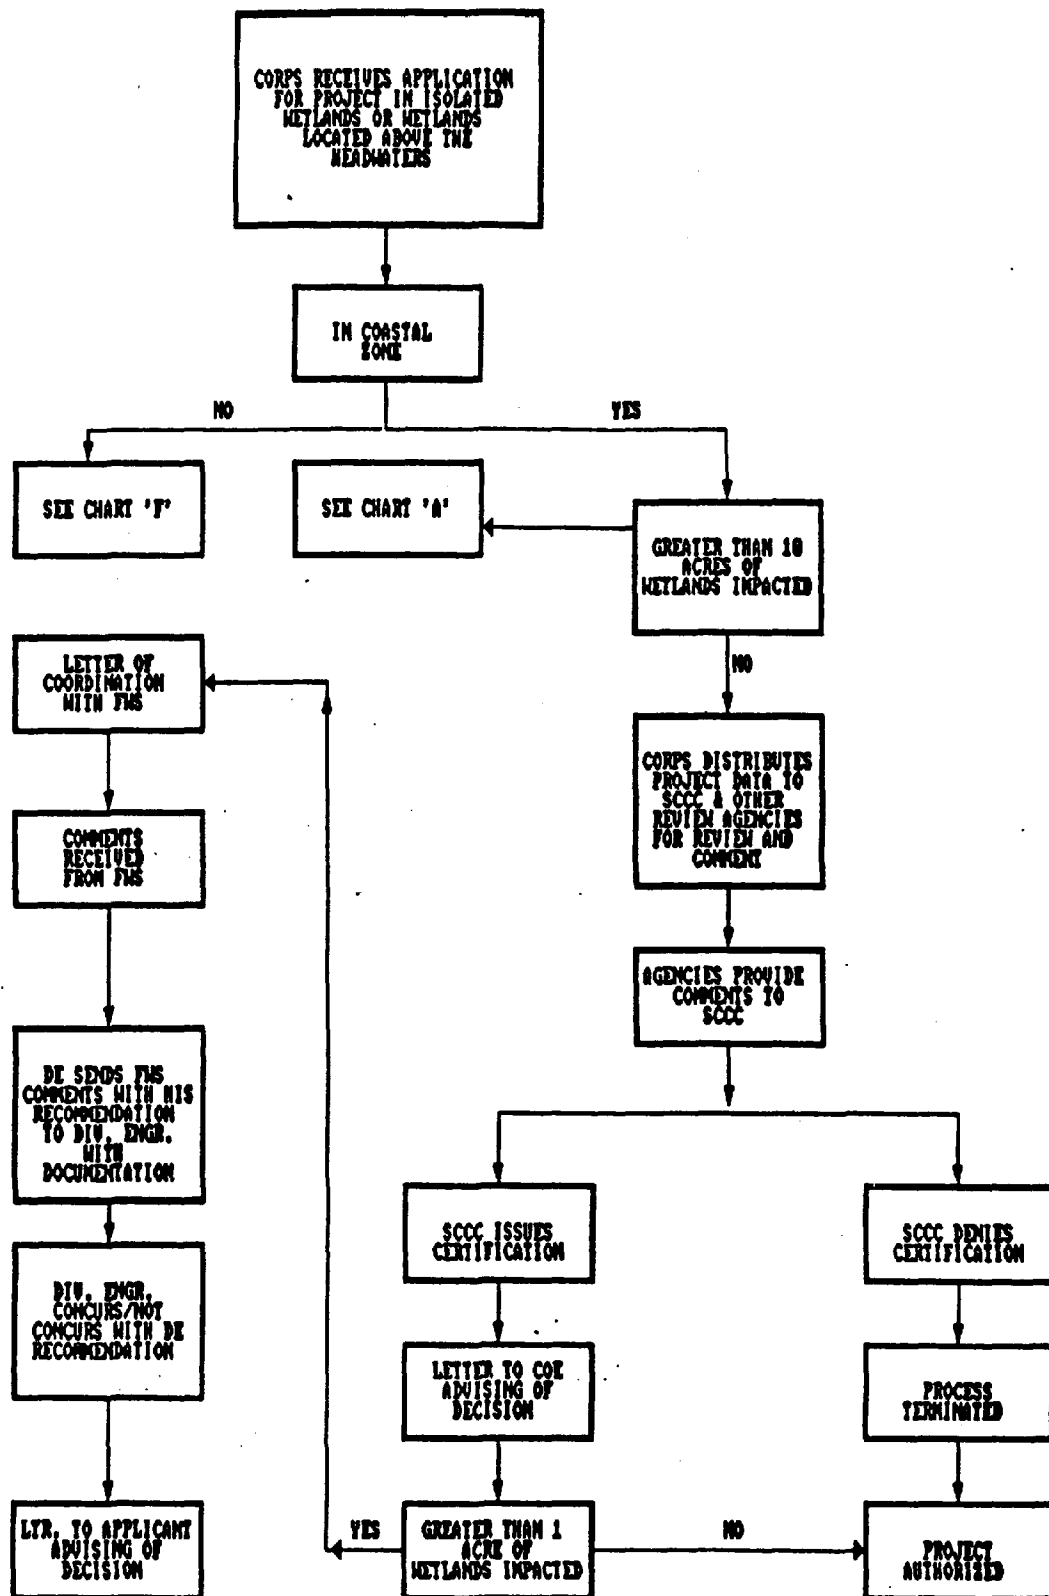 CORPS RECEIVES APPLICATION
FOR PROJECT IN ISOLATED
WETLANDS OR WETLANDS
LOCATED ABOVE THE
HEADWATERS
IN COASTAL
ZONE
NO
YES
SEE CHART 'F'
SEE CHART 'A'
GREATER THAN 10
ACRES OF
WETLANDS IMPACTED
NO
LETTER OF
COORDINATION
WITH FWS
CORPS DISTRIBUTES
PROJECT DATA TO
SCCC & OTHER
REVIEW AGENCIES
FOR REVIEW AND
COMMENT
COMMENTS
RECEIVED
FROM FWS
AGENCIES PROVIDE
COMMENTS TO
SCCC
DE SENDS FWS
COMMENTS WITH HIS
RECOMMENDATION
TO DIV. ENGR.
WITH
DOCUMENTATION
SCCC ISSUES
CERTIFICATION
SCCC DENIES
CERTIFICATION
DIV. ENGR.
CONCURS/NOT
CONCURS WITH DE
RECOMMENDATION
LETTER TO COE
ADVISING OF
DECISION
PROCESS
TERMINATED
LTR. TO APPLICANT
ADVISING OF
DECISION
YES
GREATER THAN 1
ACRE OF
WETLANDS IMPACTED
NO
PROJECT
AUTHORIZED